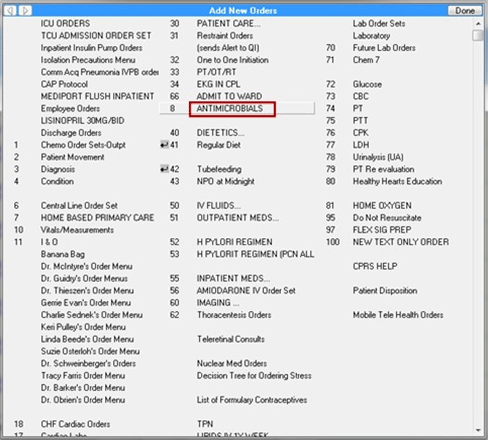 Add New Orders
Done
ICU ORDERS
TCU ADMISSION ORDER SET
Inpatient Insulin Pump Orders
Isolation Precautions Menu
Comm Acq Pneumonia IVPB order
CAP Protocol
MEDIPORT FLUSH INPATIENT
Employee Orders
LISINOPRIL 30MG/BID
Discharge Orders
1 Chemo Order Sets-Outpt
2 Patient Movement
3 Diagnosis
4 Condition
6 Central Line Order Set
7 HOME BASED PRIMARY CARE
10 Vitals/Measurements
11 I & O
Banana Bag
Dr. McIntyre's Order Menu
Dr. Guidry's Order Menus
Dr. Thieszen's Order Menu
Gerrie Evan's Order Menu
Charlie Sednek's Order Menu
Keri Pulley's Order Menu
Linda Beede's Order Menu
Suzie Osterloh's Order Menu
Dr. Schweinberger's Orders
Tracy Farris Order Menu
Dr. Barker's Order Menu
Dr. Obrien's Order Menu
18 CHF Cardiac Orders
17 Cardiac Labs
30 PATIENT CARE...
31 Restraint Orders
(sends Alert to QI)
32 One to One Initiation
33 PT/OT/RT
34 EKG IN CPL
66 ADMIT TO WARD
8 ANTIMICROBIALS
40 DIETETICS...
41 Regular Diet
42 Tubefeeding
43 NPO at Midnight
50 IV FLUIDS...
51 OUTPATIENT MEDS...
52 H PYLORI REGIMEN
53 H PYLORIT REGIMEN (PCN ALL
55 INPATIENT MEDS...
56 AMIODARONE IV Order Set
60 IMAGING ...
62 Thoracentesis Orders
Teleretinal Consults
Nuclear Med Orders
Decision Tree for Ordering Stress
List of Formulary Contraceptives
TPN
Lab Order Sets
Laboratory
70 Future Lab Orders
71 Chem 7
72 Glucose
73 CBC
74 PT
75 PTT
76 CPK
77 LDH
78 Urinalysis (UA)
79 PT Re evaluation
80 Healthy Hearts Education
81 HOME OXYGEN
95 Do Not Resuscitate
97 FLEX SIG PREP
100 NEW TEXT ONLY ORDER
CPRS HELP
Patient Disposition
Mobile Tele Health Orders